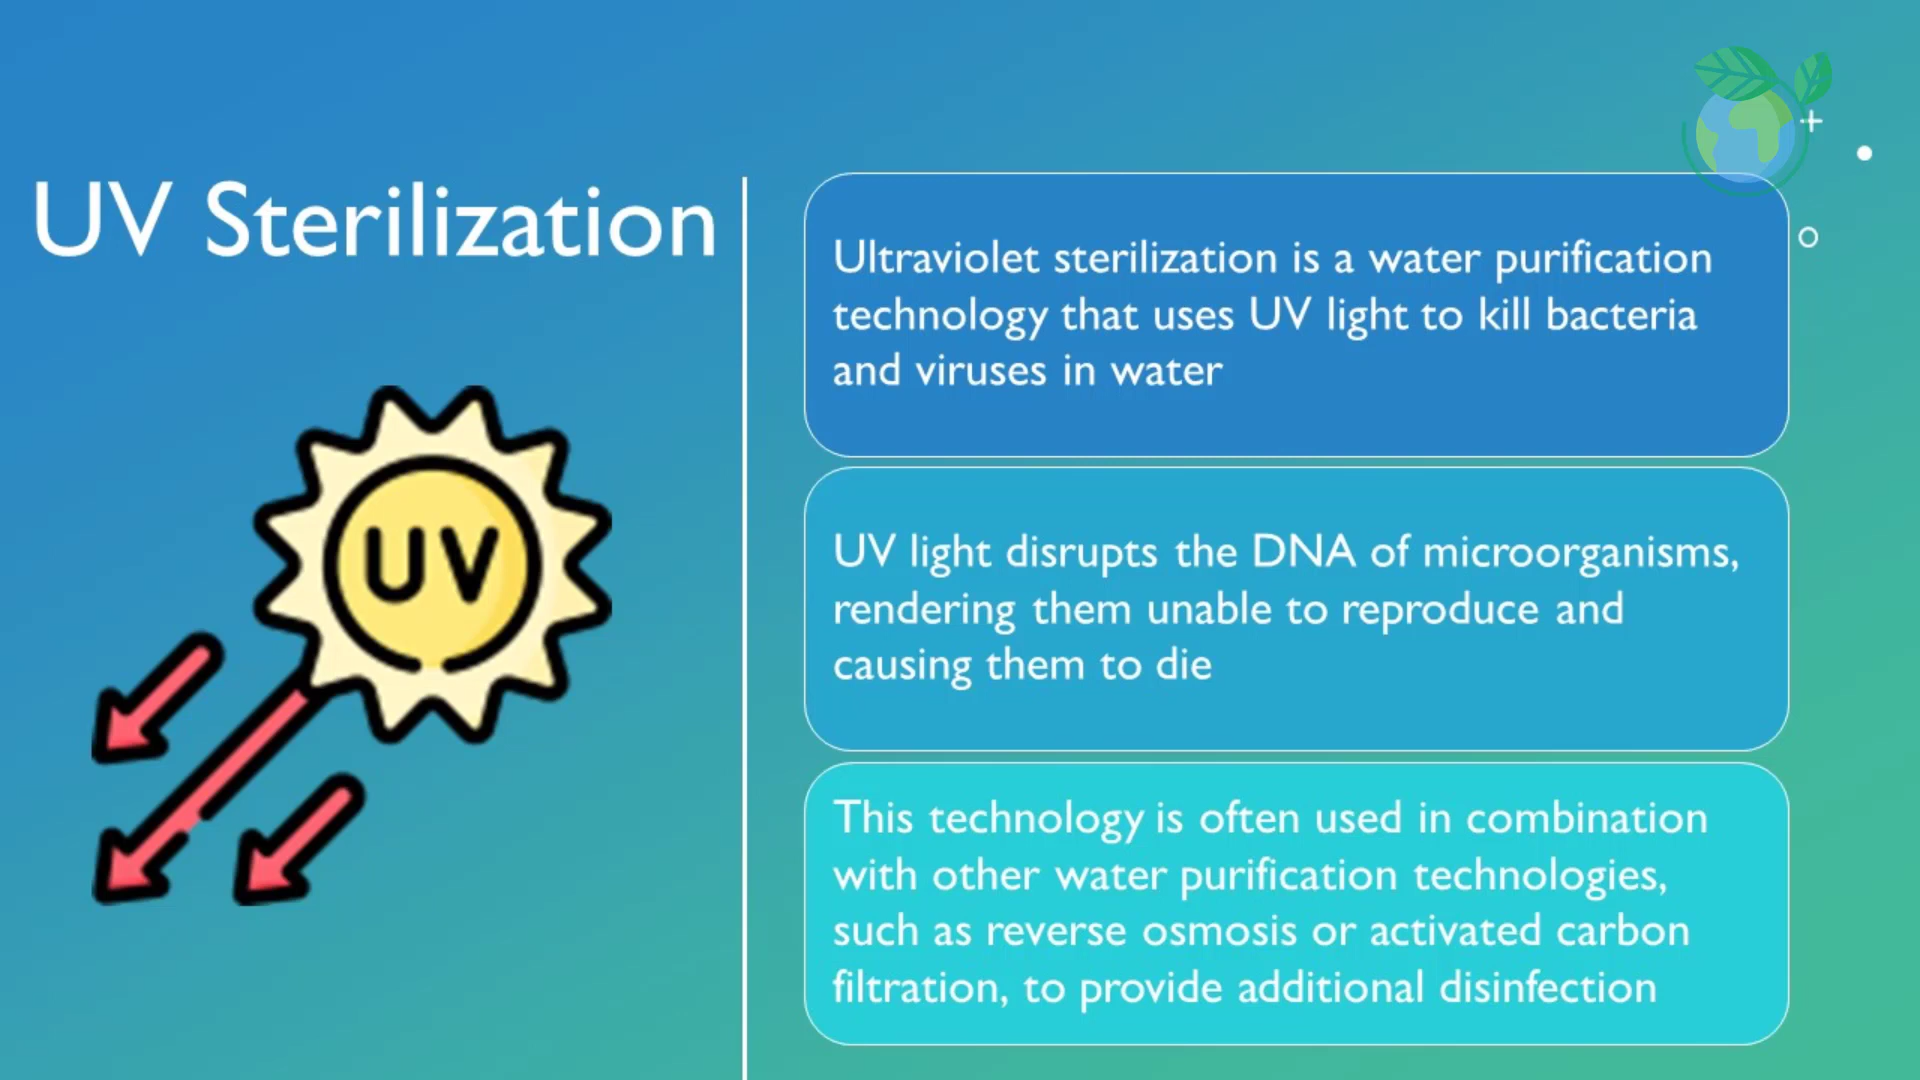 UV Sterilization
UV
Ultraviolet sterilization is a water purification
technology that uses UV light to kill bacteria
and viruses in water
UV light disrupts the DNA of microorganisms,
rendering them unable to reproduce and
causing them to die
This technology is often used in combination
with other water purification technologies,
such as reverse osmosis or activated carbon
filtration, to provide additional disinfection